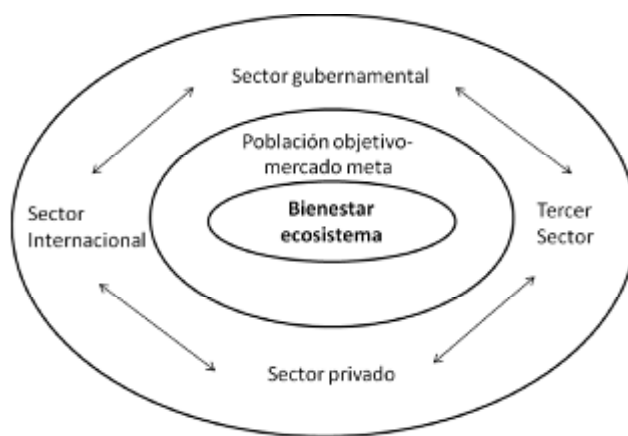 Sector gubernamental
Población objetivo-
mercado meta
Bienestar
ecosistema
Sector
Internacional
Tercer
Sector
Sector privado